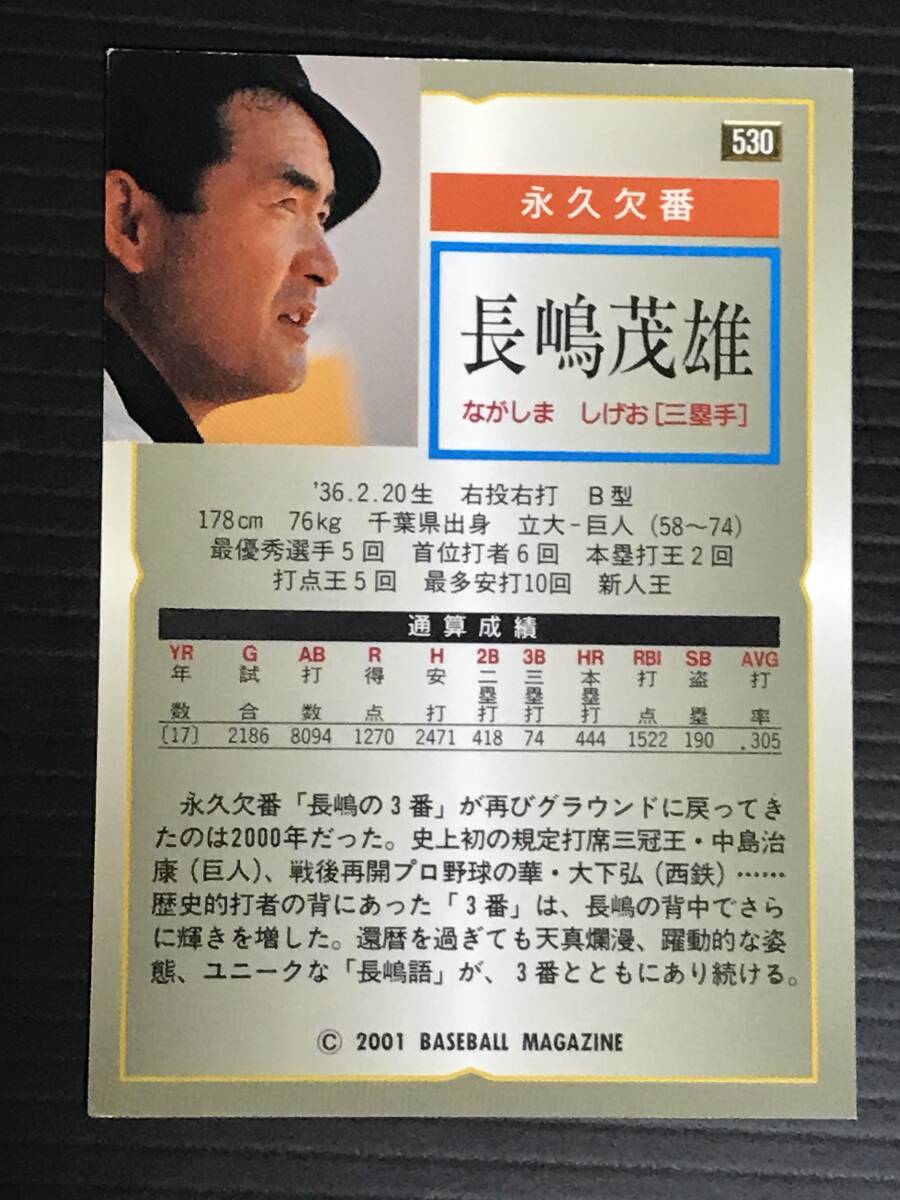 530
永久欠番
長嶋茂雄
ながしま しげお[三塁手]
'36.2.20生 右投右打 B型
178cm 76kg 千葉県出身 立大-巨人(58〜74)
最優秀選手5回 首位打者6回 本塁打王2回
打点王5回 最多安打10回 新人王
通算成績
YR G AB R H 2B 3B HR RBI SB AVG
年数 試合 打数 得点 安打 二塁打 三塁打 本塁打 打点 盗塁 打率
〔17〕 2186 8094 1270 2471 418 74 444 1522 190 .305
永久欠番「長嶋の3番」が再びグラウンドに戻ってき
たのは2000年だった。史上初の規定打席三冠王・中島治
康(巨人)、戦後再開プロ野球の華・大下弘(西鉄)……
歴史的打者の背にあった「3番」は、長嶋の背中でさら
に輝きを増した。還暦を過ぎても天真爛漫、躍動的な姿
態、ユニークな「長嶋語」が、3番とともにあり続ける。
© 2001 BASEBALL MAGAZINE